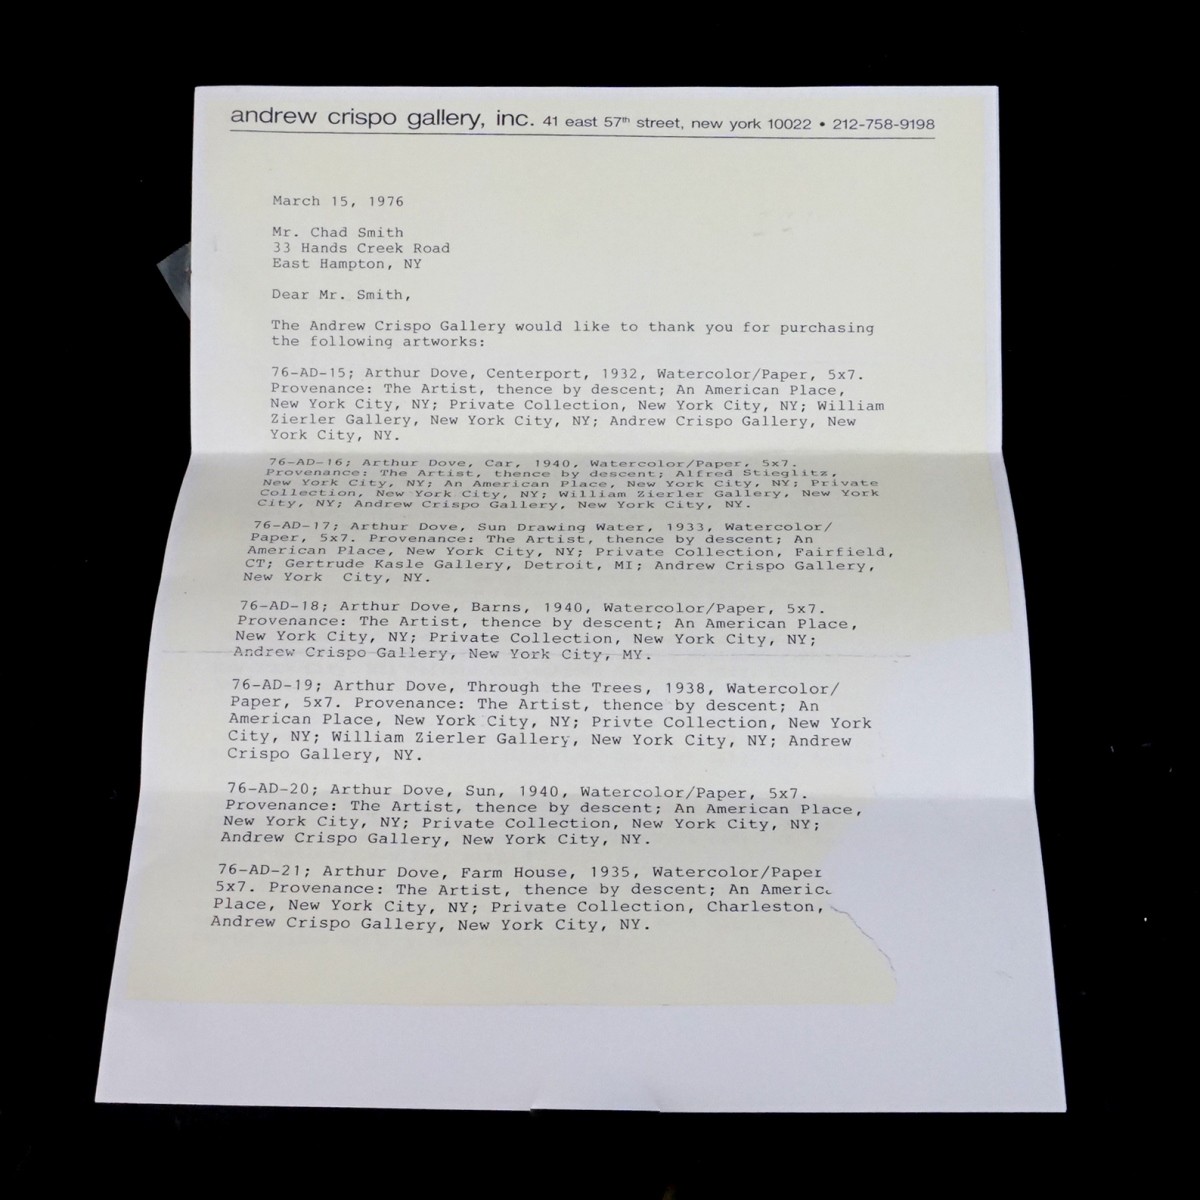 andrew crispo gallery, inc. 41 east 57th street, new york 10022 • 212-758-9198
March 15, 1976
Mr. Chad Smith
33 Hands Creek Road
East Hampton, NY
Dear Mr. Smith,
The Andrew Crispo Gallery would like to thank you for purchasing
the following artworks:
76-AD-15; Arthur Dove, Centerport, 1932, Watercolor/Paper, 5x7.
Provenance: The Artist, thence by descent; An American Place,
New York City, NY; Private Collection, New York City, NY; William
Zierler Gallery, New York City, NY; Andrew Crispo Gallery, New
York City, NY.
76-AD-16; Arthur Dove, Car, 1940, Watercolor/Paper, 5x7.
Provenance: The Artist, thence by descent; Alfred Stieglitz,
New York City, NY; An American Place, New York City, NY; Private
Collection, New York City, NY; William Zierler Gallery, New York
City, NY; Andrew Crispo Gallery, New York City, NY.
76-AD-17; Arthur Dove, Sun Drawing Water, 1933, Watercolor/
Paper, 5x7. Provenance: The Artist, thence by descent; An
American Place, New York City, NY; Private Collection, Fairfield,
CT; Gertrude Kasle Gallery, Detroit, MI; Andrew Crispo Gallery,
New York City, NY.
76-AD-18; Arthur Dove, Barns, 1940, Watercolor/Paper, 5x7.
Provenance: The Artist, thence by descent; An American Place,
New York City, NY; Private Collection, New York City, NY;
Andrew Crispo Gallery, New York City, MY.
76-AD-19; Arthur Dove, Through the Trees, 1938, Watercolor/
Paper, 5x7. Provenance: The Artist, thence by descent; An
American Place, New York City, NY; Privte Collection, New York
City, NY; William Zierler Gallery, New York City, NY; Andrew
Crispo Gallery, NY.
76-AD-20; Arthur Dove, Sun, 1940, Watercolor/Paper, 5x7.
Provenance: The Artist, thence by descent; An American Place,
New York City, NY; Private Collection, New York City, NY;
Andrew Crispo Gallery, New York City, NY.
76-AD-21; Arthur Dove, Farm House, 1935, Watercolor/Paper
5x7. Provenance: The Artist, thence by descent; An Americ
Place, New York City, NY; Private Collection, Charleston,
Andrew Crispo Gallery, New York City, NY.